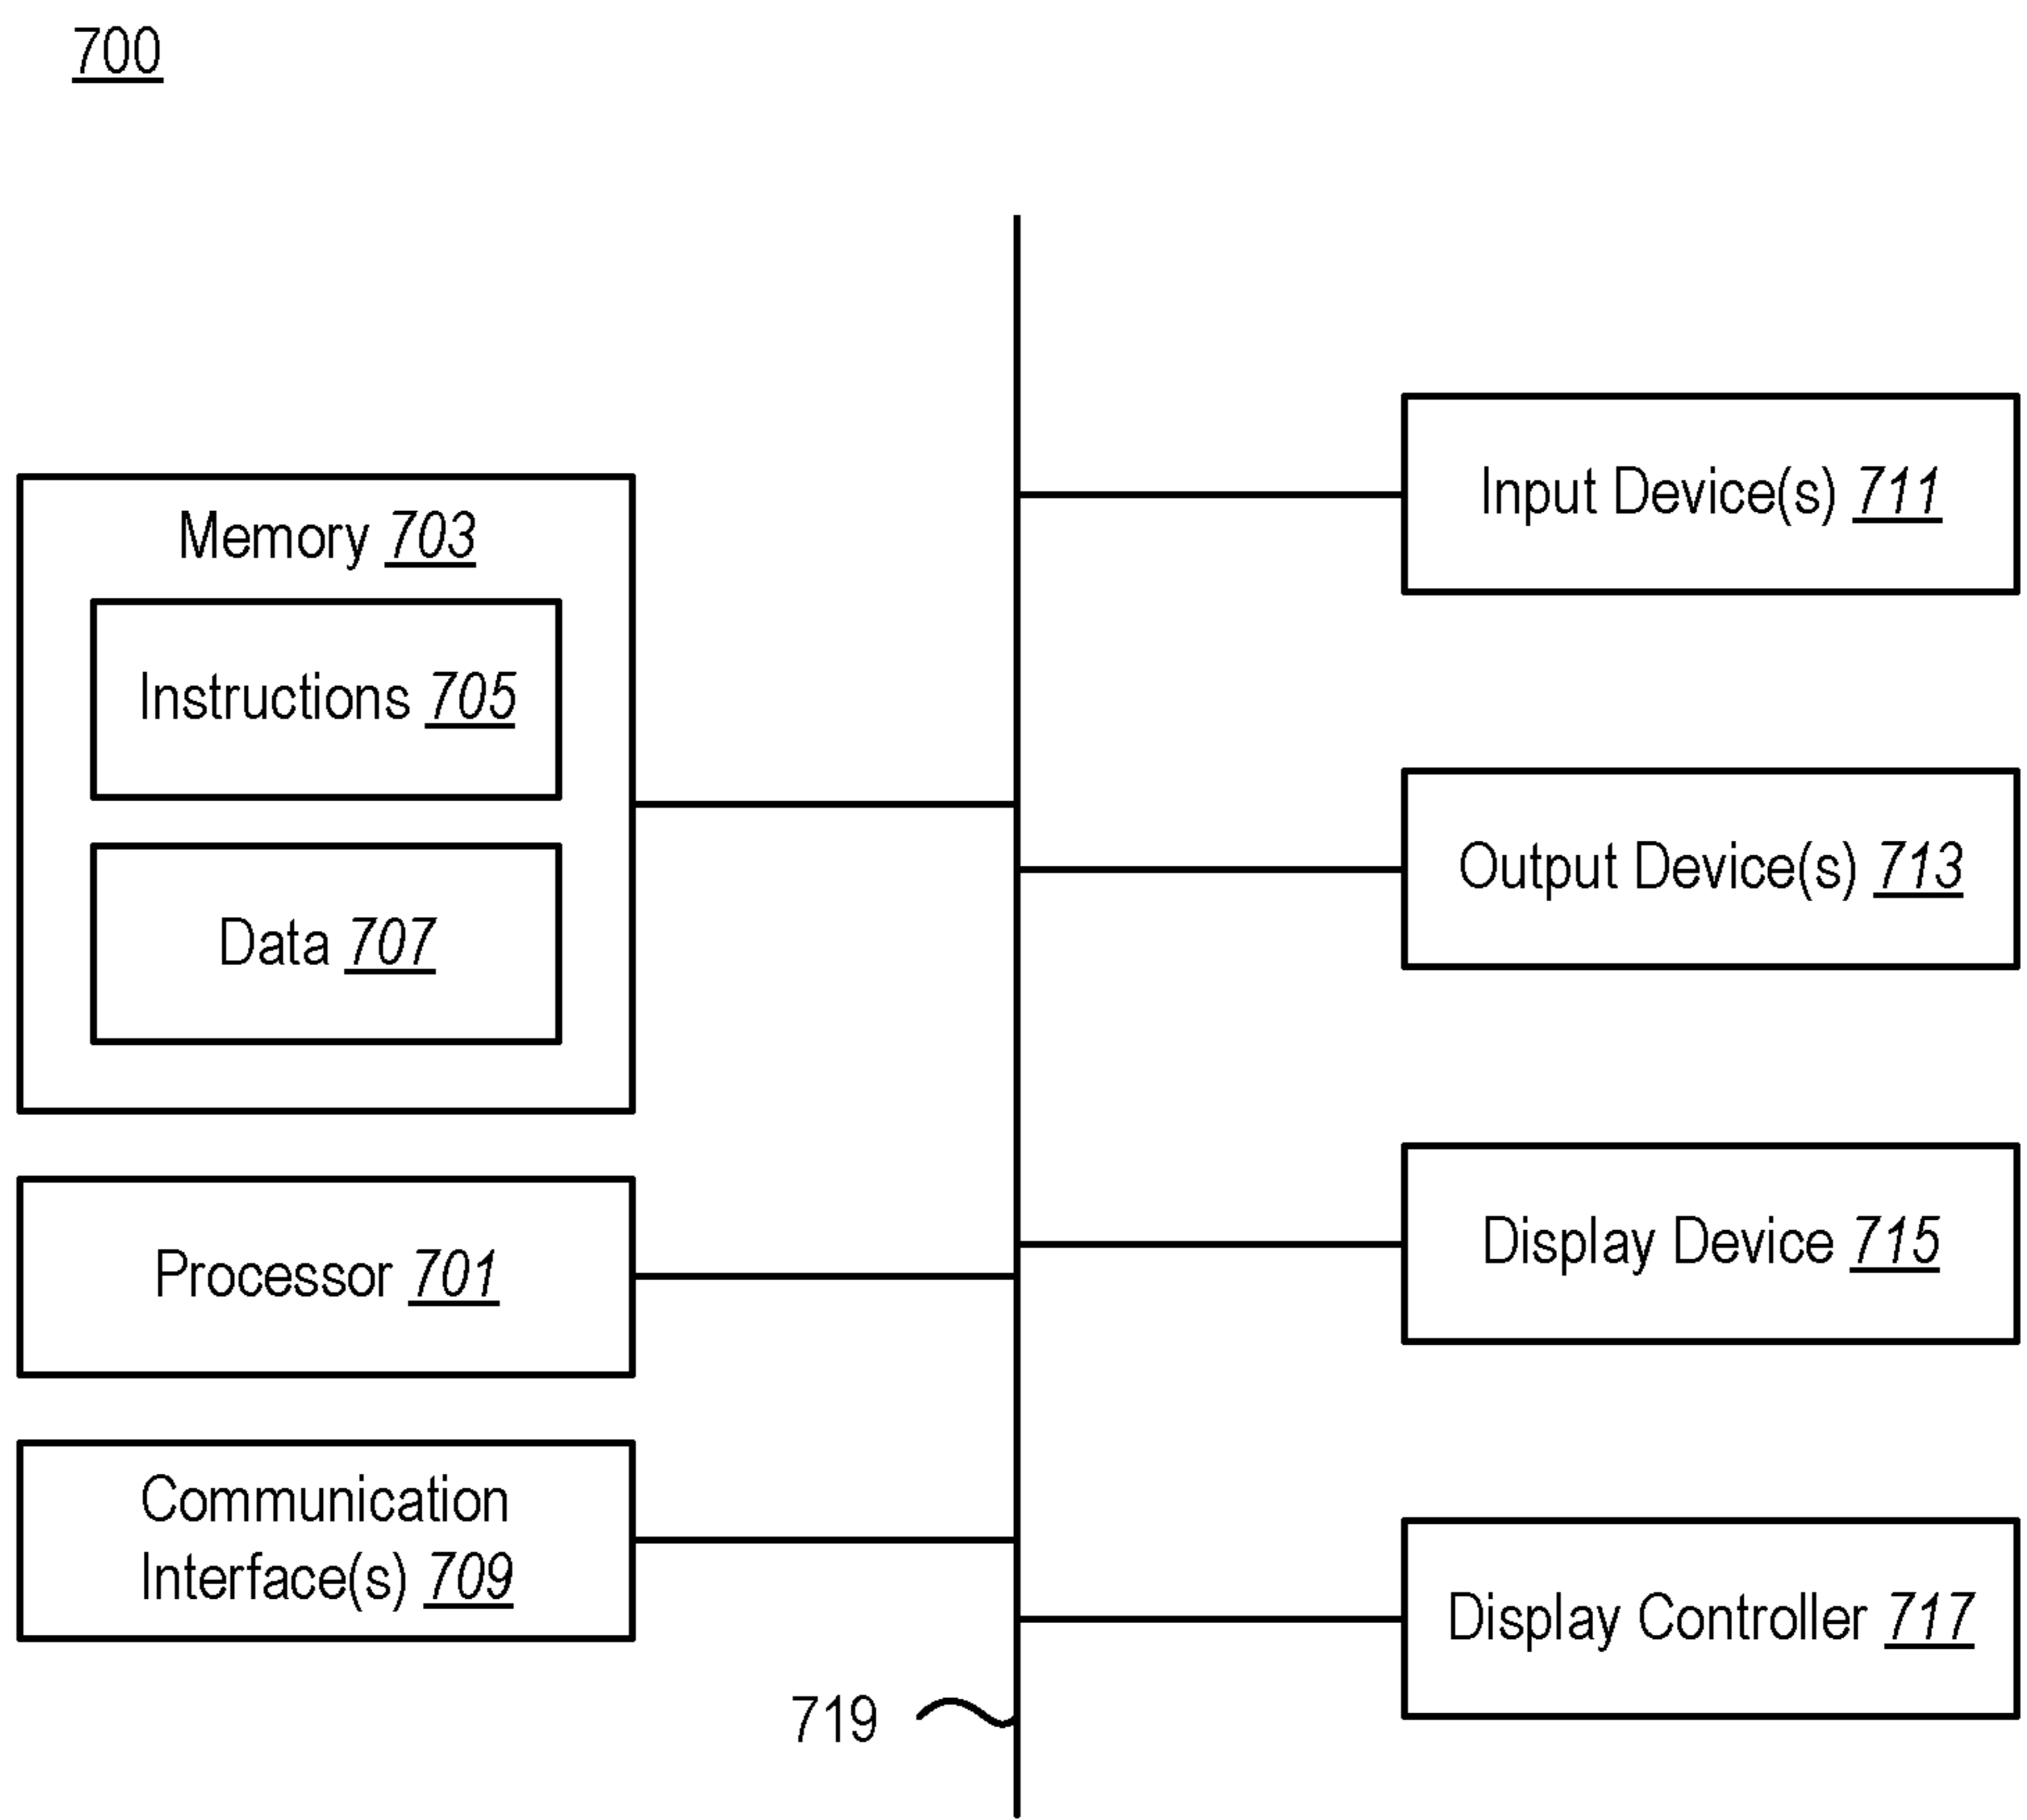 700
Memory 703
Instructions 705
Data 707
Processor 701
Communication
Interface(s) 709
Input Device(s) 711
Output Device(s) 713
Display Device 715
Display Controller 717
719